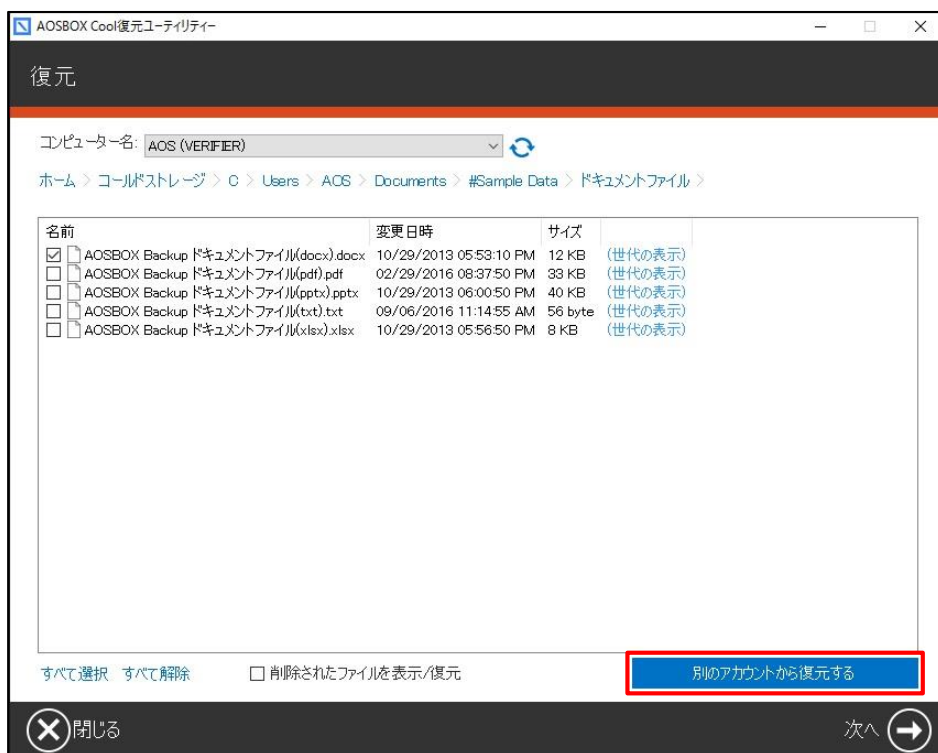 AOSBOX Cool復元ユーティリティー
復元
コンピューター名: AOS (VERIFIER)
ホーム > コールドストレージ > C > Users > AOS > Documents > #Sample Data > ドキュメントファイル >
名前 変更日時 サイズ
AOSBOX Backup ドキュメントファイル(docx).docx 10/29/2013 05:53:10 PM 12 KB (世代の表示)
AOSBOX Backup ドキュメントファイル(pdf).pdf 02/29/2016 08:37:50 PM 33 KB (世代の表示)
AOSBOX Backup ドキュメントファイル(pptx).pptx 10/29/2013 06:00:50 PM 40 KB (世代の表示)
AOSBOX Backup ドキュメントファイル(txt).txt 09/06/2016 11:14:55 AM 56 byte (世代の表示)
AOSBOX Backup ドキュメントファイル(xlsx).xlsx 10/29/2013 05:56:50 PM 8 KB (世代の表示)
すべて選択 すべて解除 削除されたファイルを表示/復元 別のアカウントから復元する
閉じる 次へ